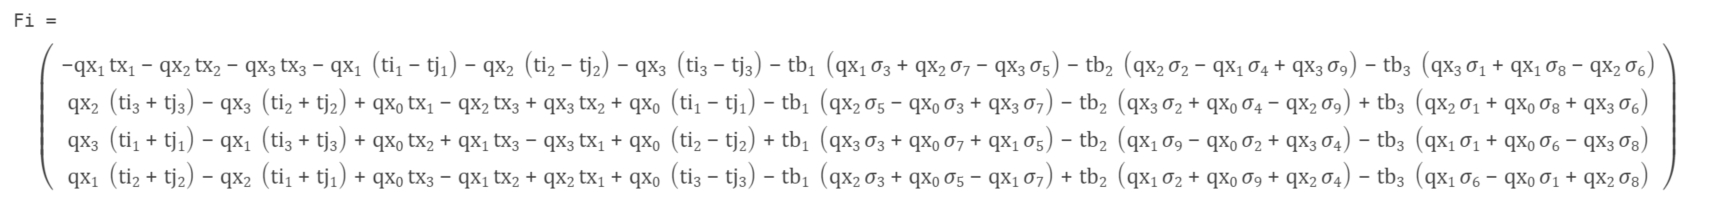 Fi =
−qx₁ tx₁ − qx₂ tx₂ − qx₃ tx₃ − qx₁ (ti₁ − tj₁) − qx₂ (ti₂ − tj₂) − qx₃ (ti₃ − tj₃) − tb₁ (qx₁ σ₃ + qx₂ σ₇ − qx₃ σ₅) − tb₂ (qx₂ σ₂ − qx₁ σ₄ + qx₃ σ₉) − tb₃ (qx₃ σ₁ + qx₁ σ₈ − qx₂ σ₆)
qx₂ (ti₃ + tj₃) − qx₃ (ti₂ + tj₂) + qx₀ tx₁ − qx₂ tx₃ + qx₃ tx₂ + qx₀ (ti₁ − tj₁) − tb₁ (qx₂ σ₅ − qx₀ σ₃ + qx₃ σ₇) − tb₂ (qx₃ σ₂ + qx₀ σ₄ − qx₂ σ₉) + tb₃ (qx₂ σ₁ + qx₀ σ₈ + qx₃ σ₆)
qx₃ (ti₁ + tj₁) − qx₁ (ti₃ + tj₃) + qx₀ tx₂ + qx₁ tx₃ − qx₃ tx₁ + qx₀ (ti₂ − tj₂) + tb₁ (qx₃ σ₃ + qx₀ σ₇ + qx₁ σ₅) − tb₂ (qx₁ σ₉ − qx₀ σ₂ + qx₃ σ₄) − tb₃ (qx₁ σ₁ + qx₀ σ₆ − qx₃ σ₈)
qx₁ (ti₂ + tj₂) − qx₂ (ti₁ + tj₁) + qx₀ tx₃ − qx₁ tx₂ + qx₂ tx₁ + qx₀ (ti₃ − tj₃) − tb₁ (qx₂ σ₃ + qx₀ σ₅ − qx₁ σ₇) + tb₂ (qx₁ σ₂ + qx₀ σ₉ + qx₂ σ₄) − tb₃ (qx₁ σ₆ − qx₀ σ₁ + qx₂ σ₈)